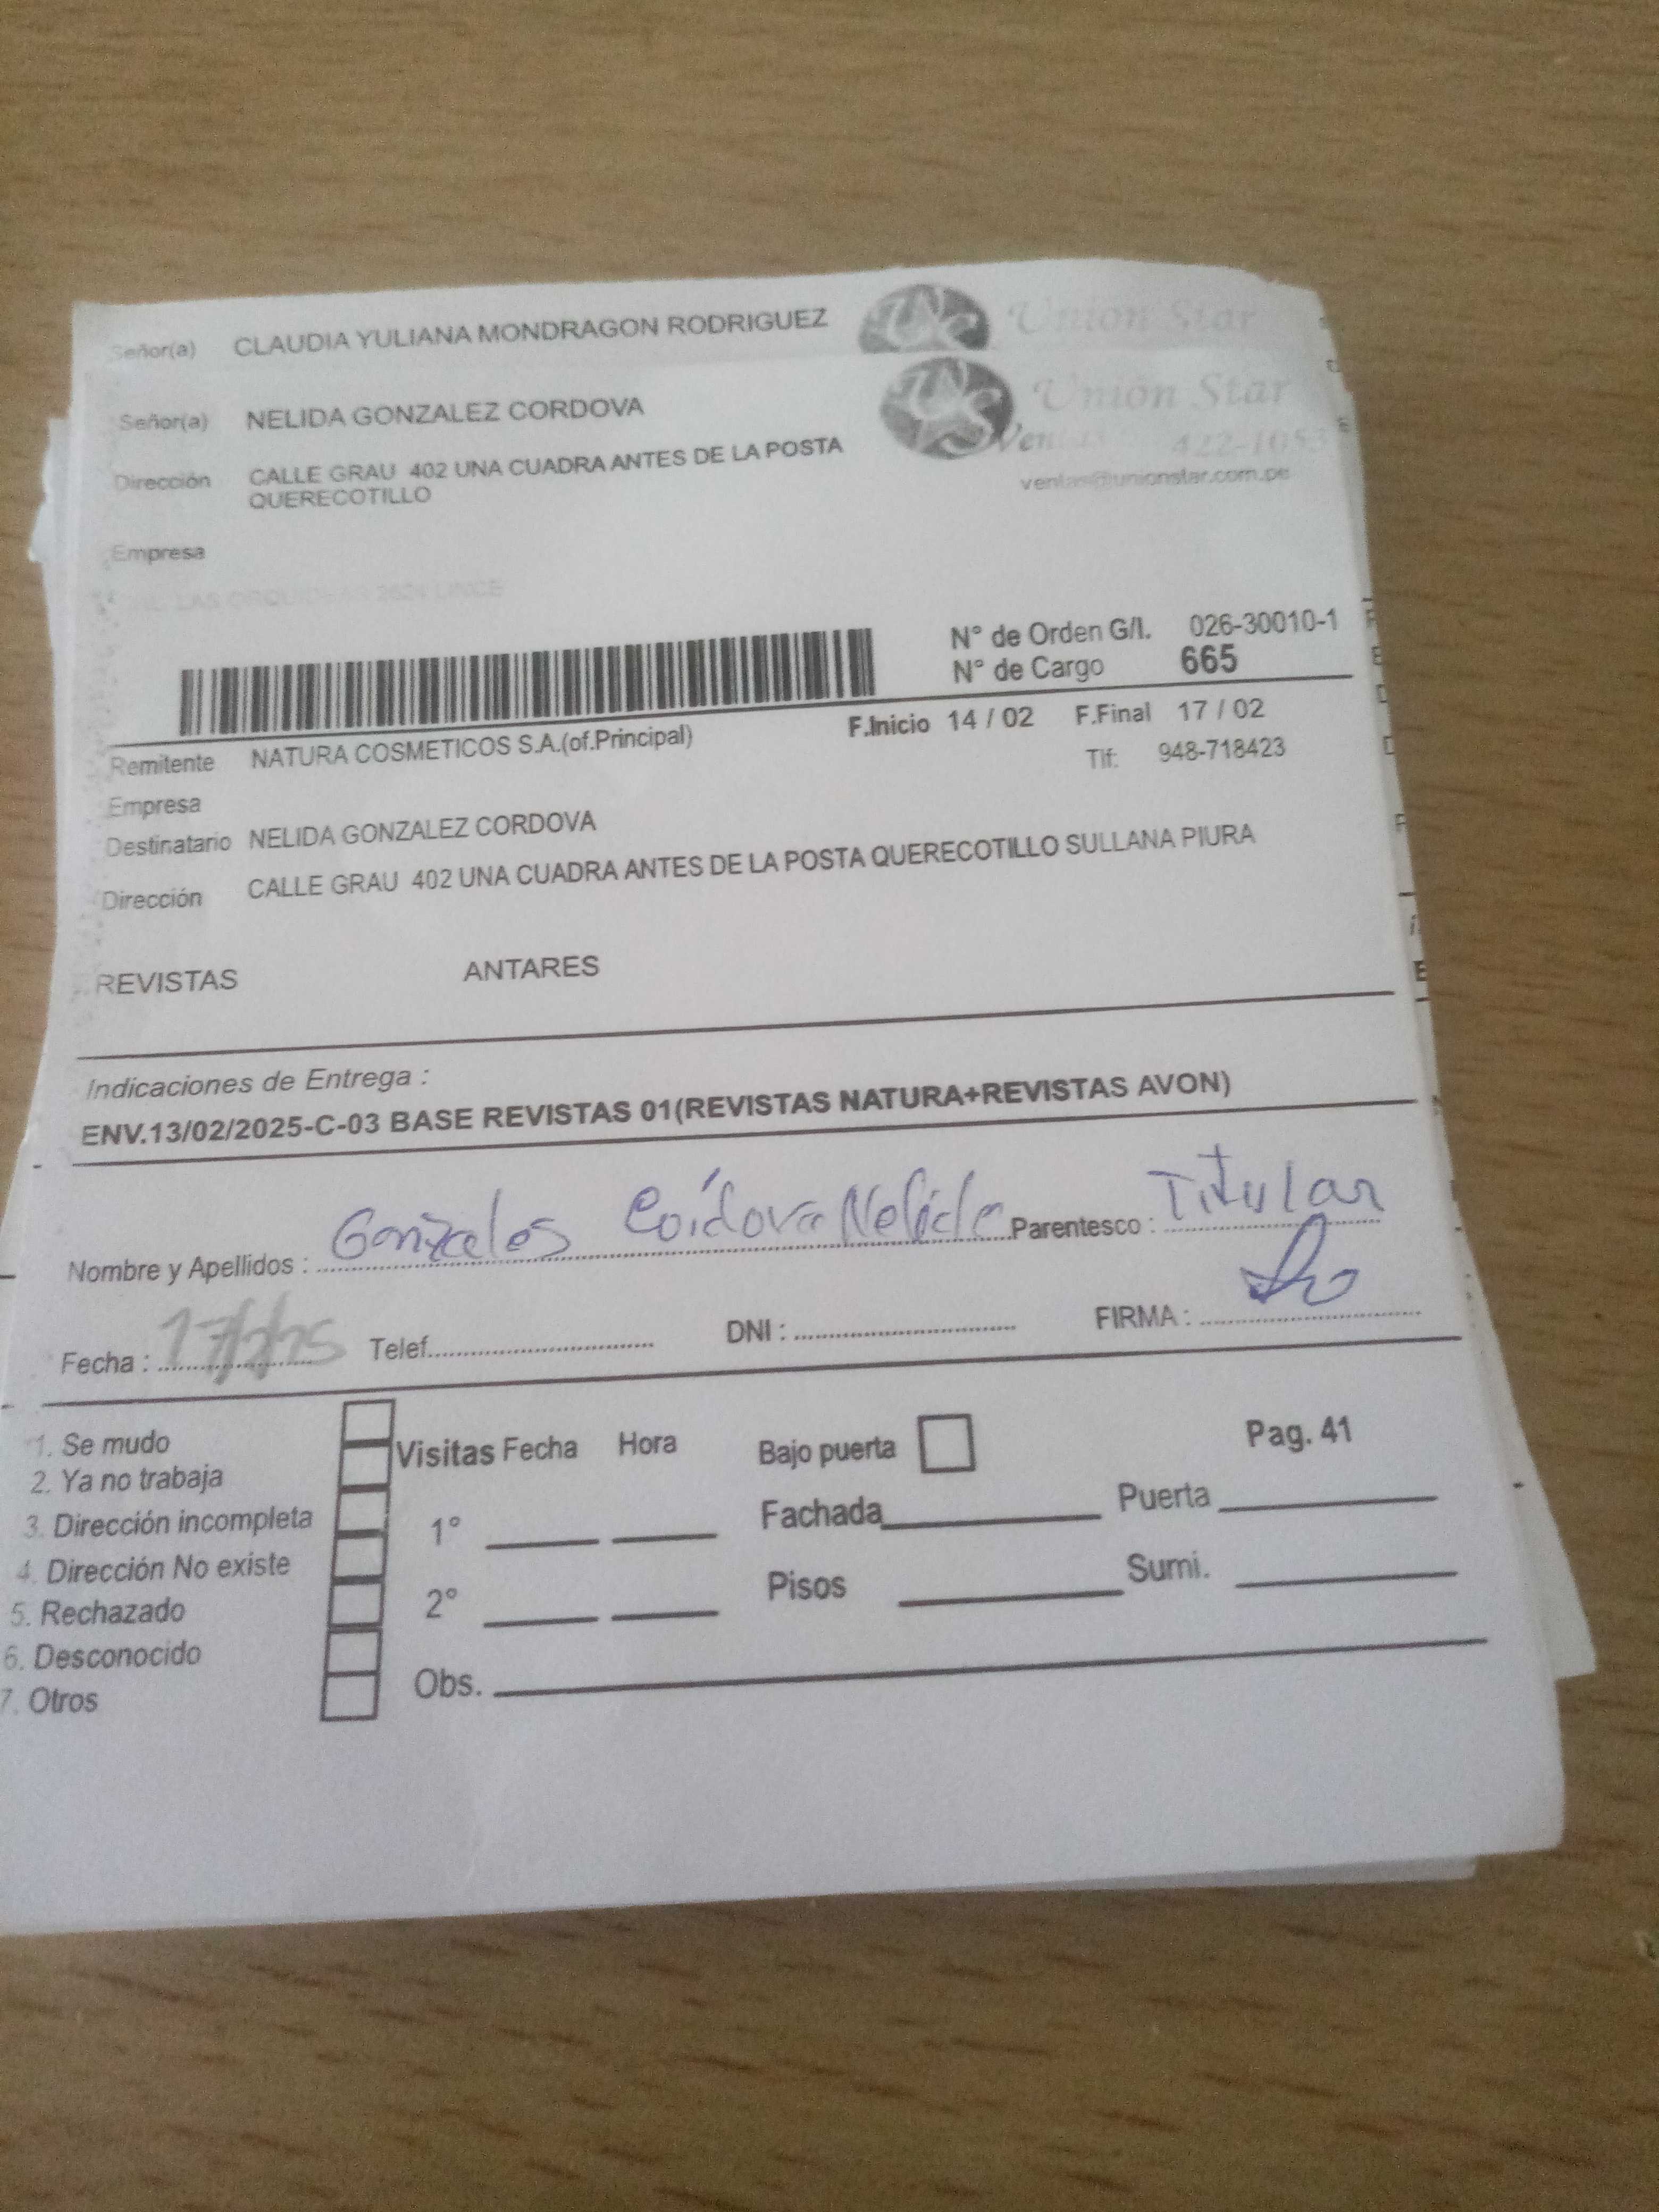 Señor(a) CLAUDIA YULIANA MONDRAGON RODRIGUEZ Union Star
Señor(a) NELIDA GONZALEZ CORDOVA Unión Star
Ventas 422-1053
Dirección CALLE GRAU 402 UNA CUADRA ANTES DE LA POSTA
QUERECOTILLO
ventas@unionstar.com.pe
Empresa
N° de Orden G/I. 026-30010-1
N° de Cargo 665
F.Inicio 14 / 02 F.Final 17 / 02
Remitente NATURA COSMETICOS S.A.(of.Principal)
Tlf: 948-718423
Empresa
Destinatario NELIDA GONZALEZ CORDOVA
Dirección CALLE GRAU 402 UNA CUADRA ANTES DE LA POSTA QUERECOTILLO SULLANA PIURA
REVISTAS ANTARES
Indicaciones de Entrega :
ENV.13/02/2025-C-03 BASE REVISTAS 01(REVISTAS NATURA+REVISTAS AVON)
Nombre y Apellidos : Gonzales Córdova Nelida Parentesco : Titular
Fecha : 17/2/25 Telef. DNI : FIRMA :
1. Se mudo
2. Ya no trabaja
3. Dirección incompleta
4. Dirección No existe
5. Rechazado
6. Desconocido
7. Otros
Visitas Fecha Hora Bajo puerta Pag. 41
1° Fachada Puerta
2° Pisos Sumi.
Obs.